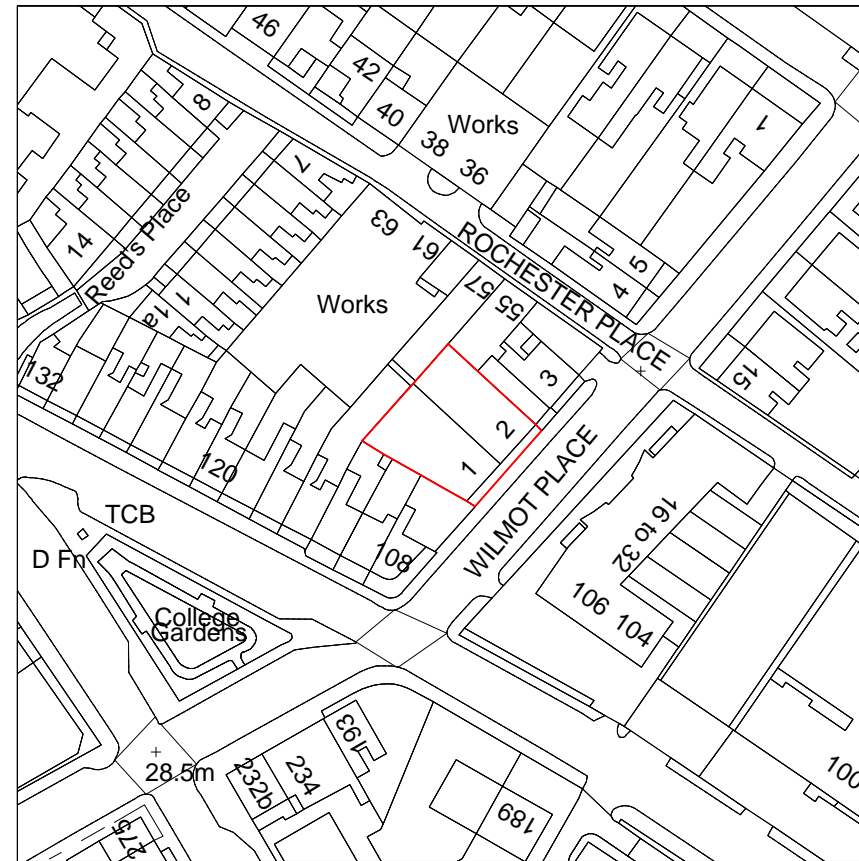 46
42
40
38
36
Works
1
8
7
14
Reed's Place
1
1a
63
61
57
55
ROCHESTER PLACE
5
4
Works
3
2
1
15
132
120
108
WILMOT PLACE
16 to 32
106
104
TCB
D Fn
College
Gardens
28.5m
193
234
232b
189
275
100